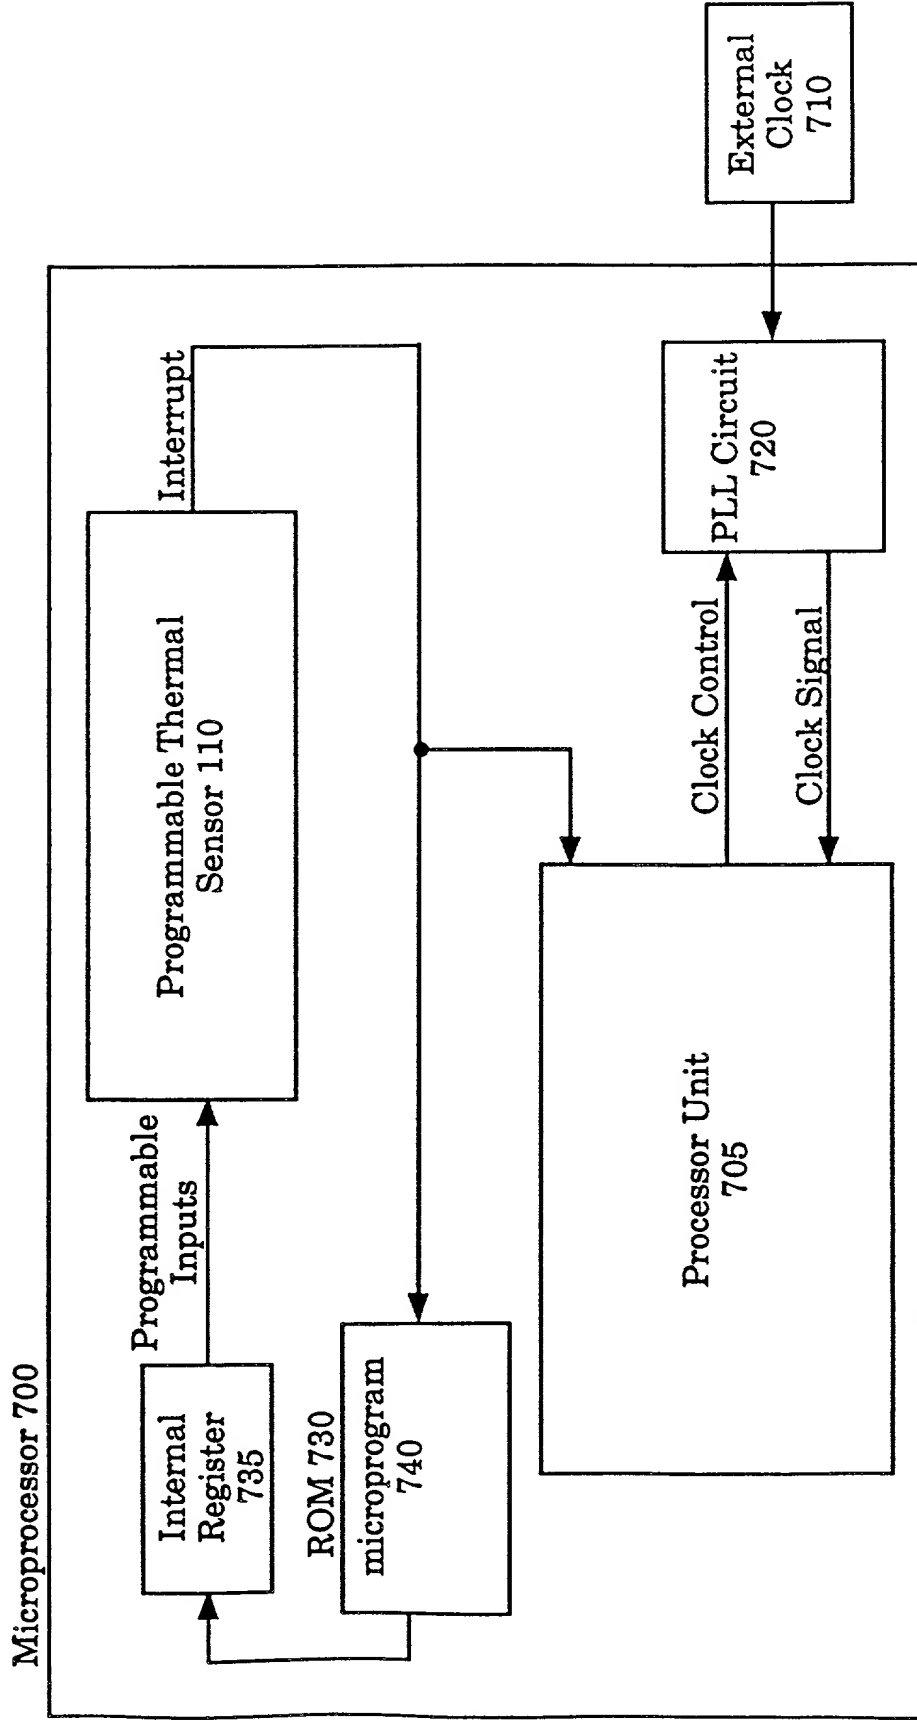 Microprocessor 700
Internal
Register
735
Programmable
Inputs
Programmable Thermal
Sensor 110
Interrupt
ROM 730
microprogram
740
Processor Unit
705
Clock Control
Clock Signal
PLL Circuit
720
External
Clock
710